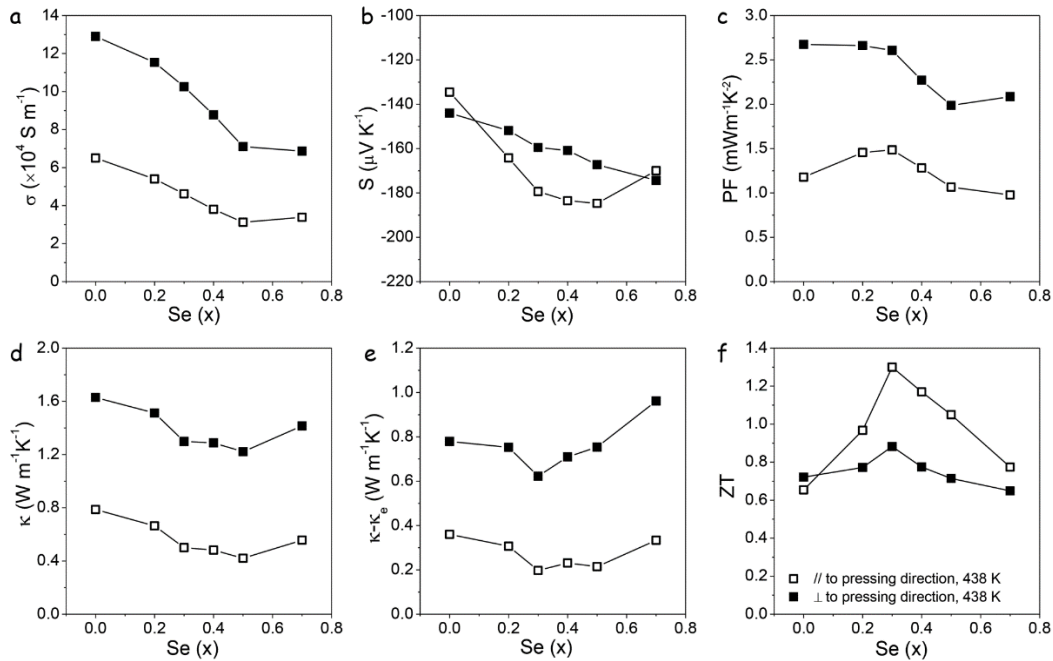 a
14
12
10
8
6
4
2
0
σ (×10⁴ S m⁻¹)
0.0 0.2 0.4 0.6 0.8
Se (x)
b
-100
-120
-140
-160
-180
-200
-220
S (μV K⁻¹)
0.0 0.2 0.4 0.6 0.8
Se (x)
c
3.0
2.5
2.0
1.5
1.0
0.5
0.0
PF (mWm⁻¹K⁻²)
0.0 0.2 0.4 0.6 0.8
Se (x)
d
2.0
1.6
1.2
0.8
0.4
0.0
κ (W m⁻¹K⁻¹)
0.0 0.2 0.4 0.6 0.8
Se (x)
e
1.2
1.0
0.8
0.6
0.4
0.2
0.0
κ-κₑ (W m⁻¹K⁻¹)
0.0 0.2 0.4 0.6 0.8
Se (x)
f
1.4
1.2
1.0
0.8
0.6
0.4
0.2
0.0
ZT
// to pressing direction, 438 K
⊥ to pressing direction, 438 K
0.0 0.2 0.4 0.6 0.8
Se (x)